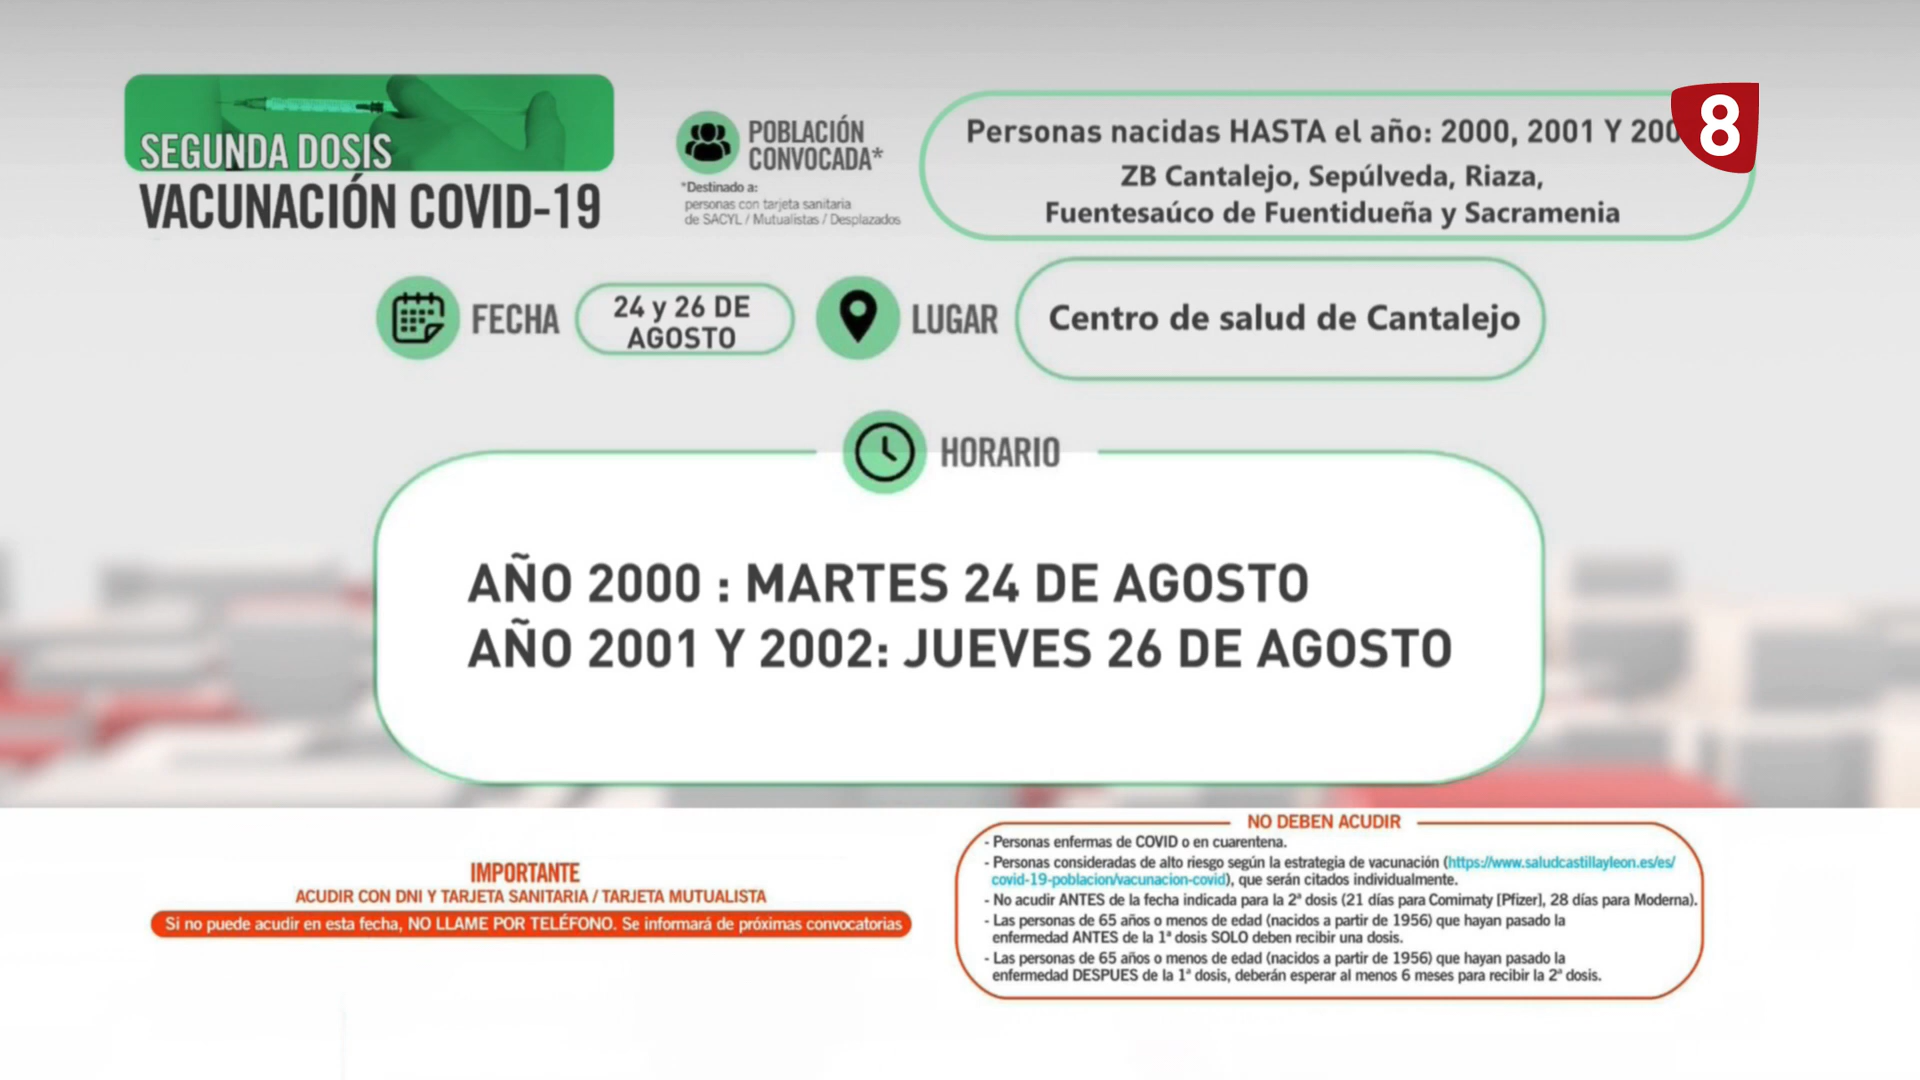 SEGUNDA DOSIS
VACUNACIÓN COVID-19
POBLACIÓN
CONVOCADA*
*Destinado a:
personas con tarjeta sanitaria
de SACYL / Mutualistas / Desplazados
Personas nacidas HASTA el año: 2000, 2001 Y 200
ZB Cantalejo, Sepúlveda, Riaza,
Fuentesaúco de Fuentidueña y Sacramenia
8
FECHA
24 y 26 DE
AGOSTO
LUGAR
Centro de salud de Cantalejo
HORARIO
AÑO 2000 : MARTES 24 DE AGOSTO
AÑO 2001 Y 2002: JUEVES 26 DE AGOSTO
IMPORTANTE
ACUDIR CON DNI Y TARJETA SANITARIA / TARJETA MUTUALISTA
Si no puede acudir en esta fecha, NO LLAME POR TELÉFONO. Se informará de próximas convocatorias
NO DEBEN ACUDIR
- Personas enfermas de COVID o en cuarentena.
- Personas consideradas de alto riesgo según la estrategia de vacunación (https://www.saludcastillayleon.es/es/
covid-19-poblacion/vacunacion-covid), que serán citados individualmente.
- No acudir ANTES de la fecha indicada para la 2ª dosis (21 días para Comirnaty [Pfizer], 28 días para Moderna).
- Las personas de 65 años o menos de edad (nacidos a partir de 1956) que hayan pasado la
enfermedad ANTES de la 1ª dosis SOLO deben recibir una dosis.
- Las personas de 65 años o menos de edad (nacidos a partir de 1956) que hayan pasado la
enfermedad DESPUES de la 1ª dosis, deberán esperar al menos 6 meses para recibir la 2ª dosis.